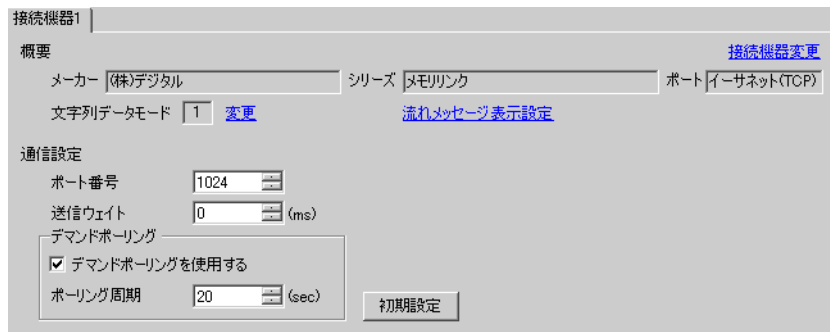 接続機器1
概要
接続機器変更
メーカー (株)デジタル シリーズ メモリリンク ポート イーサネット(TCP)
文字列データモード 1 変更 流れメッセージ表示設定
通信設定
ポート番号 1024
送信ウェイト 0 (ms)
デマンドポーリング
デマンドポーリングを使用する
ポーリング周期 20 (sec) 初期設定